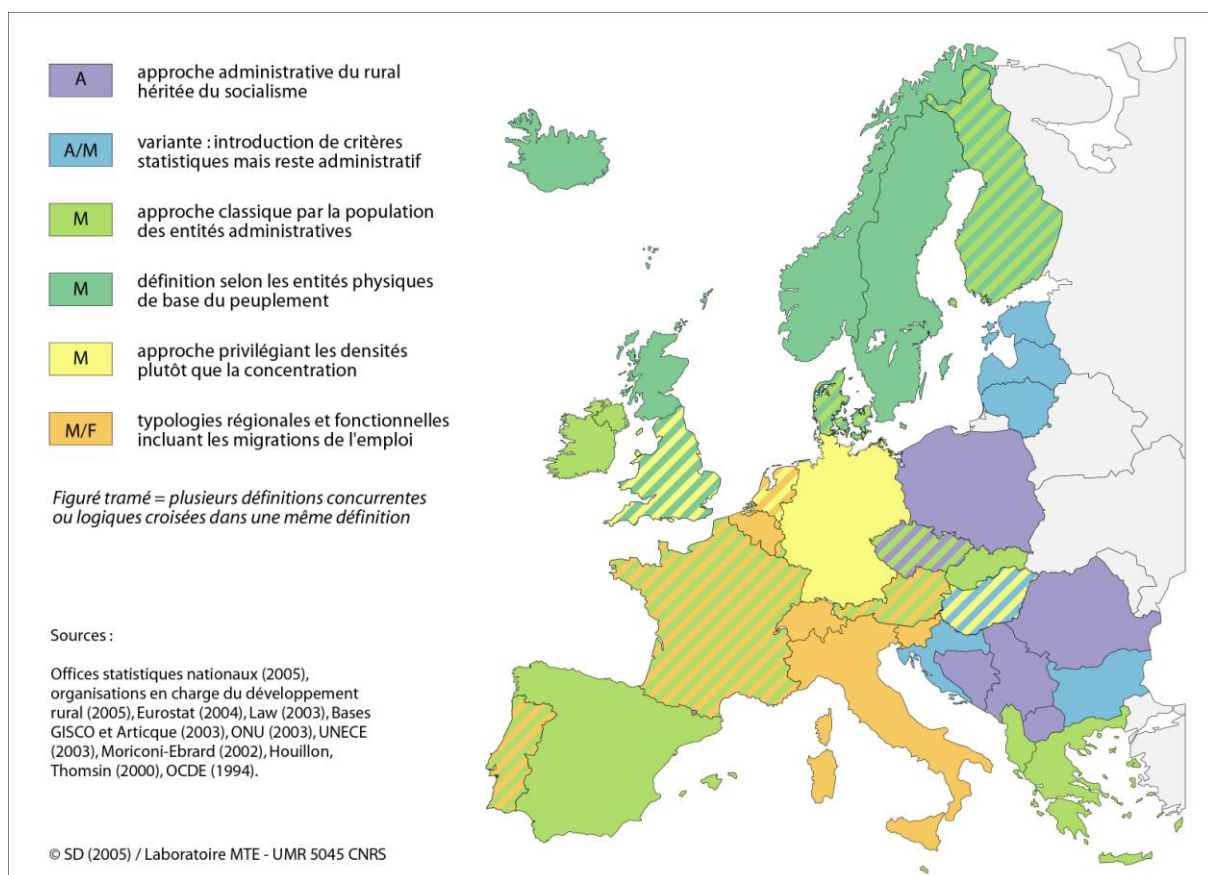 A
approche administrative du rural
héritée du socialisme
A/M
variante : introduction de critères
statistiques mais reste administratif
M
approche classique par la population
des entités administratives
M
définition selon les entités physiques
de base du peuplement
M
approche privilégiant les densités
plutôt que la concentration
M/F
typologies régionales et fonctionnelles
incluant les migrations de l'emploi
Figuré tramé = plusieurs définitions concurrentes
ou logiques croisées dans une même définition
Sources :
Offices statistiques nationaux (2005),
organisations en charge du développement
rural (2005), Eurostat (2004), Law (2003), Bases
GISCO et Articque (2003), ONU (2003), UNECE
(2003), Moriconi-Ebrard (2002), Houillon,
Thomsin (2000), OCDE (1994).
© SD (2005) / Laboratoire MTE - UMR 5045 CNRS